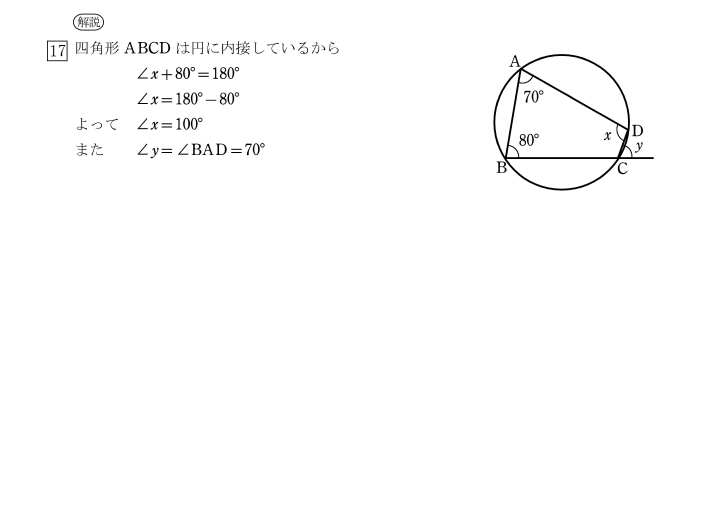 解説
17 四角形 ABCD は円に内接しているから
∠x+80°=180°
∠x=180°−80°
よって ∠x=100°
また ∠y=∠BAD=70°
A
70°
D
x
y
80°
B
C